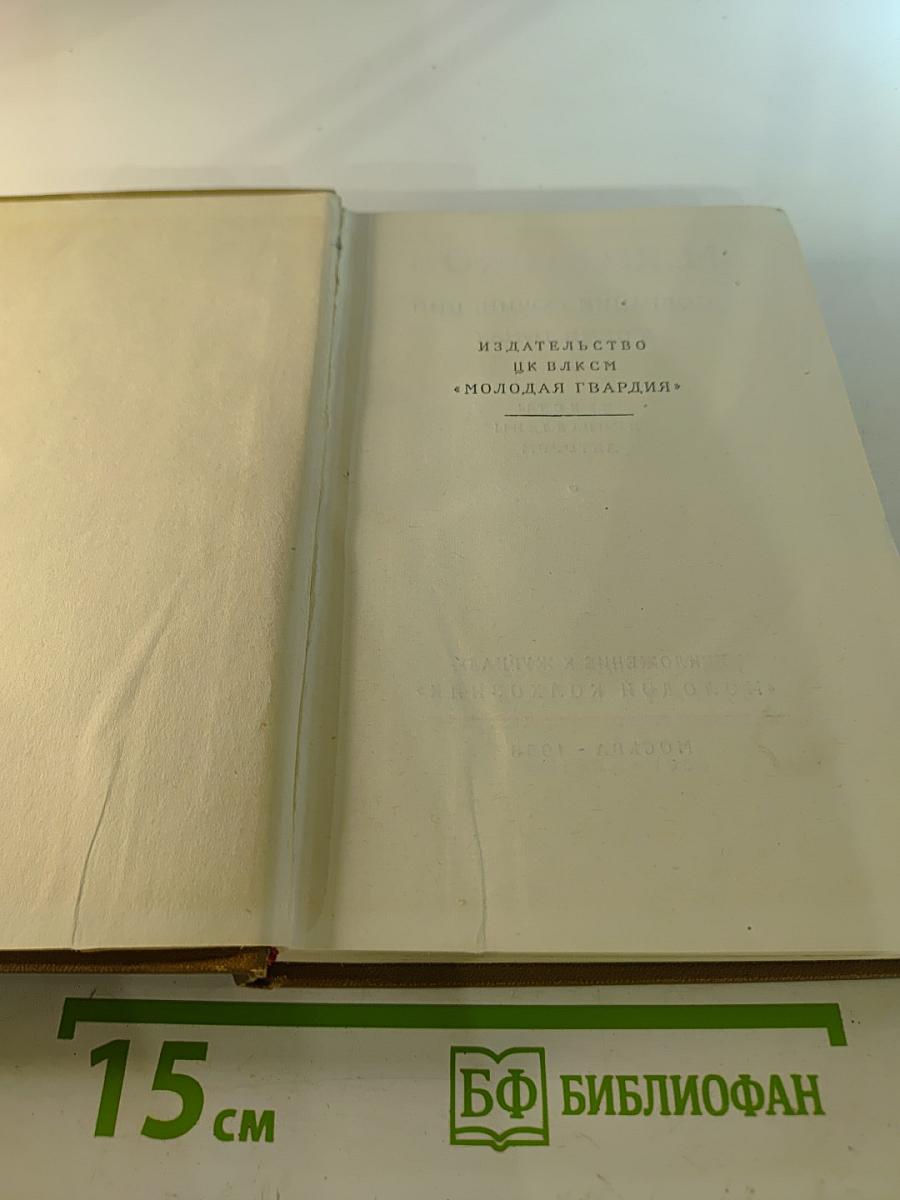 ИЗДАТЕЛЬСТВО
ЦК ВЛКСМ
«МОЛОДАЯ ГВАРДИЯ»
15 см
БФ БИБЛИОФАН